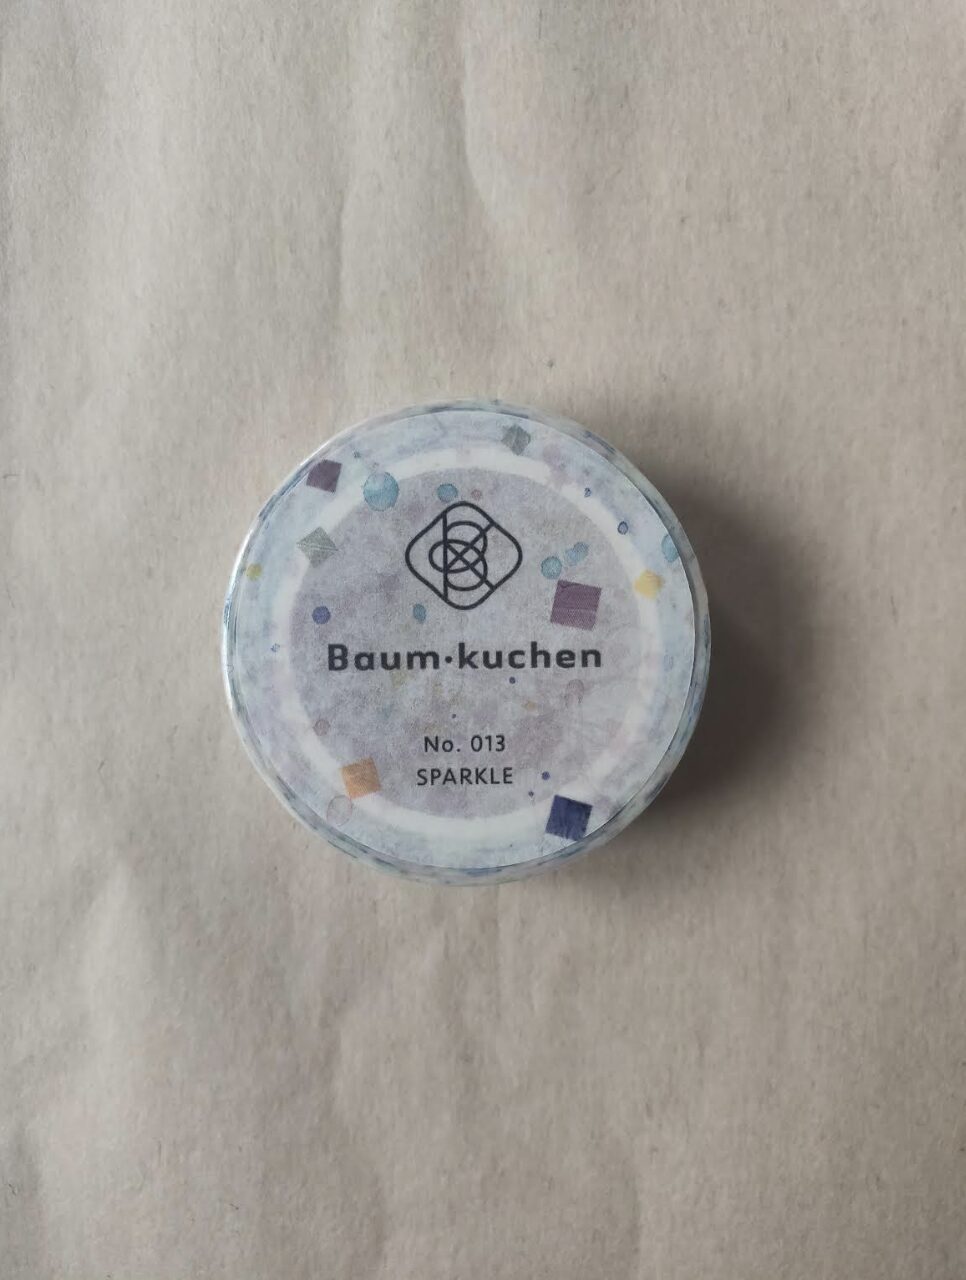 Baum·kuchen
No. 013
SPARKLE